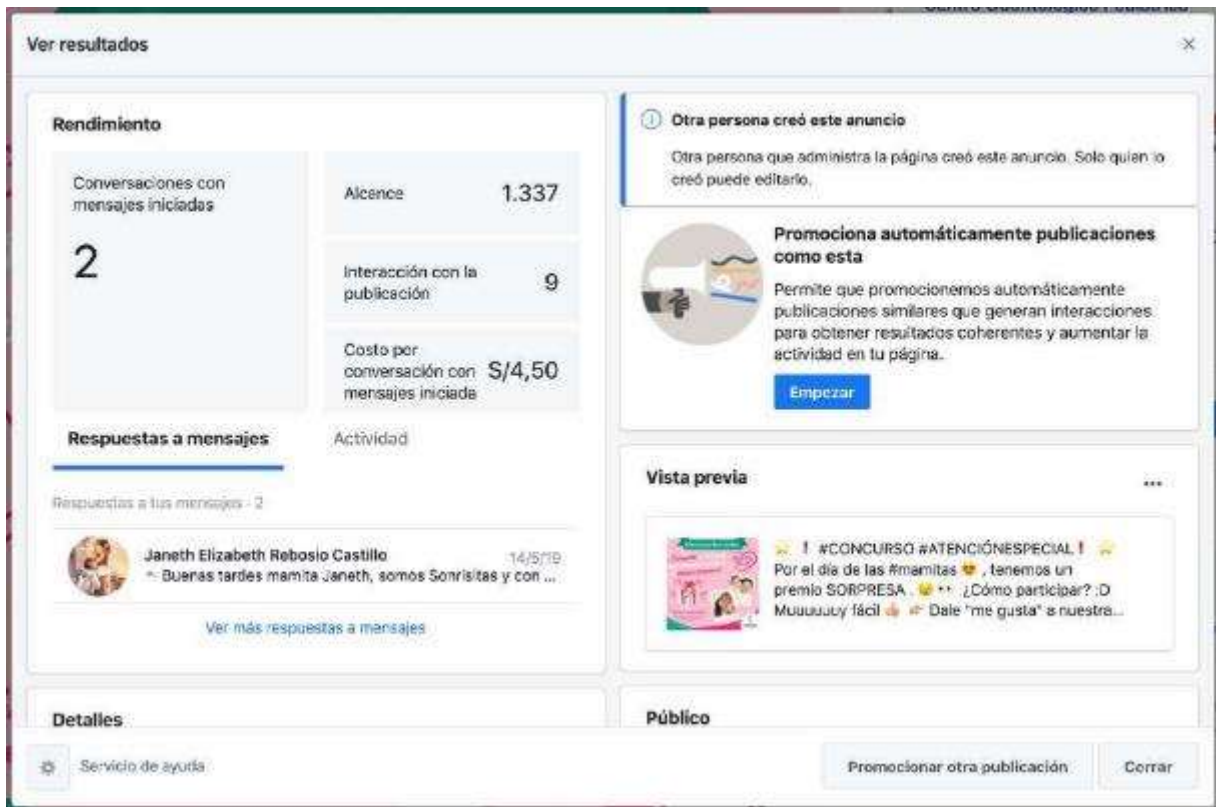 Ver resultados
Rendimiento
Conversaciones con
mensajes iniciadas
2
Alcance 1.337
Interacción con la
publicación 9
Costo por
conversación con
mensajes iniciada S/4,50
Respuestas a mensajes Actividad
Respuestas a tus mensajes · 2
Janeth Elizabeth Rebosio Castillo 14/5/19
Buenas tardes mamita Janeth, somos Sonrisitas y con ...
Ver más respuestas a mensajes
Detalles
Otra persona creó este anuncio
Otra persona que administra la página creó este anuncio. Solo quien lo
creó puede editarlo.
Promociona automáticamente publicaciones
como esta
Permite que promocionemos automáticamente
publicaciones similares que generan interacciones
para obtener resultados coherentes y aumentar la
actividad en tu página.
Empezar
Vista previa
...
💫❗#CONCURSO #ATENCIÓNESPECIAL❗💫
Por el día de las #mamitas 😍 , tenemos un
premio SORPRESA . 😉 👀 ¿Cómo participar? :D
Muuuuuuy fácil 👍 👉 Dale "me gusta" a nuestra...
Público
Servicio de ayuda
Promocionar otra publicación
Cerrar